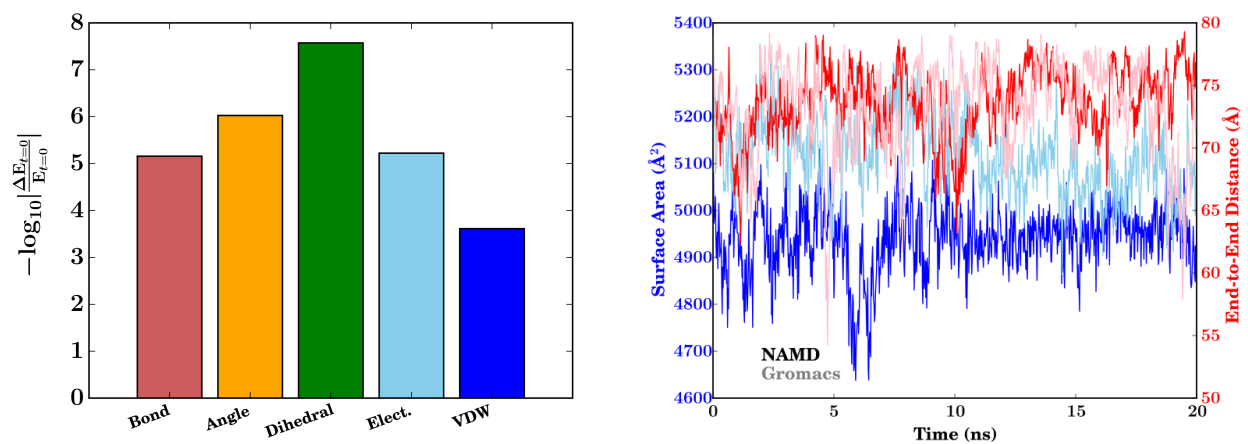 8
7
6
5
4
3
2
1
0
−log₁₀|ΔE_{t=0}/E_{t=0}|
Bond
Angle
Dihedral
Elect.
VDW
5400
5300
5200
5100
5000
4900
4800
4700
4600
Surface Area (Å²)
NAMD
Gromacs
0
5
10
15
20
Time (ns)
80
75
70
65
60
55
50
End-to-End Distance (Å)